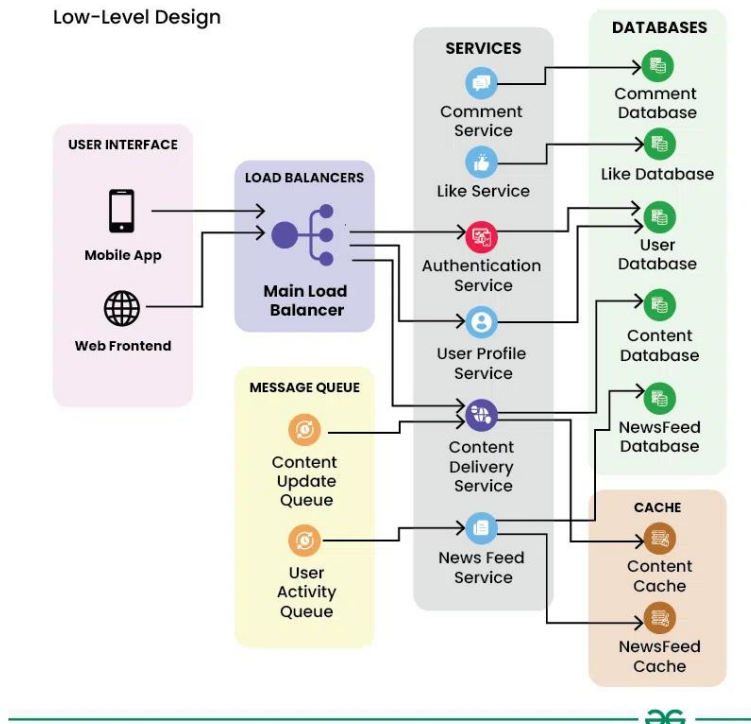 Low-Level Design
USER INTERFACE
Mobile App
Web Frontend
LOAD BALANCERS
Main Load
Balancer
MESSAGE QUEUE
Content
Update
Queue
User
Activity
Queue
SERVICES
Comment
Service
Like Service
Authentication
Service
User Profile
Service
Content
Delivery
Service
News Feed
Service
DATABASES
Comment
Database
Like Database
User
Database
Content
Database
NewsFeed
Database
CACHE
Content
Cache
NewsFeed
Cache